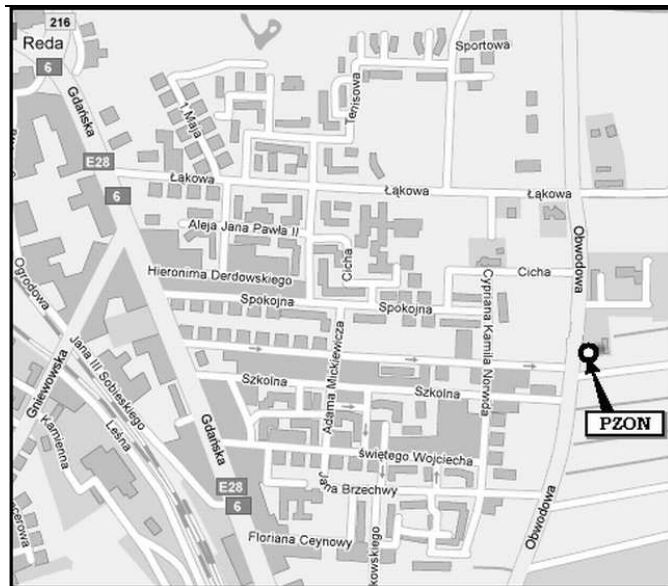 216
Reda
6
Gdańska
1 Maja
Sportowa
Tenisowa
E28
6
Łąkowa
Łąkowa
Łąkowa
Aleja Jana Pawła II
Cicha
Obwodowa
Hieronima Derdowskiego
Cicha
Ogrodowa
Spokojna
Spokojna
Cypriana Kamila Norwida
Adama Mickiewicza
Jana III Sobieskiego
Gniewowska
Szkolna
Szkolna
PZON
Kamienna
Leśna
Gdańska
świętego Wojciecha
E28
6
Jana Brzechwy
Obwodowa
Floriana Ceynowy
kowskiego
cerowa